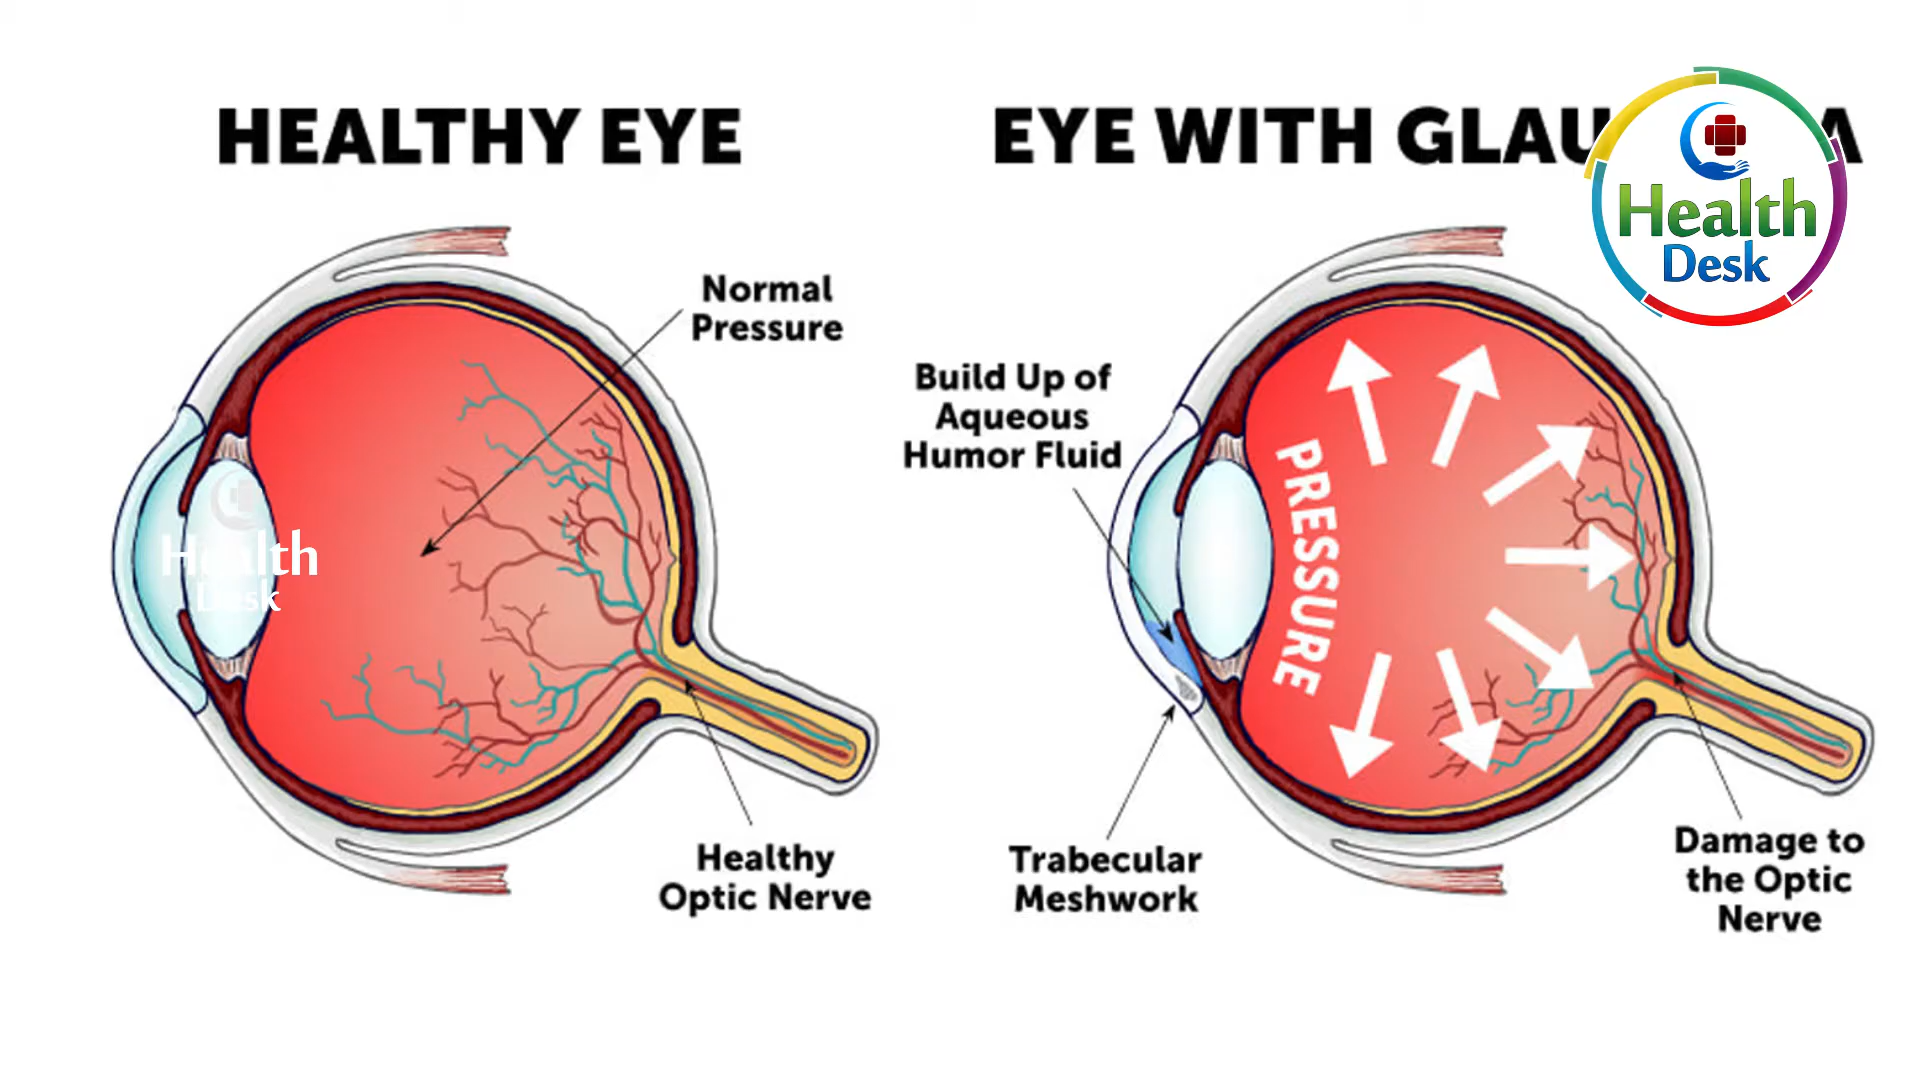 HEALTHY EYE
EYE WITH GLAU
A
Health
Desk
Normal
Pressure
Build Up of
Aqueous
Humor Fluid
PRESSURE
Health
Desk
Healthy
Optic Nerve
Trabecular
Meshwork
Damage to
the Optic
Nerve